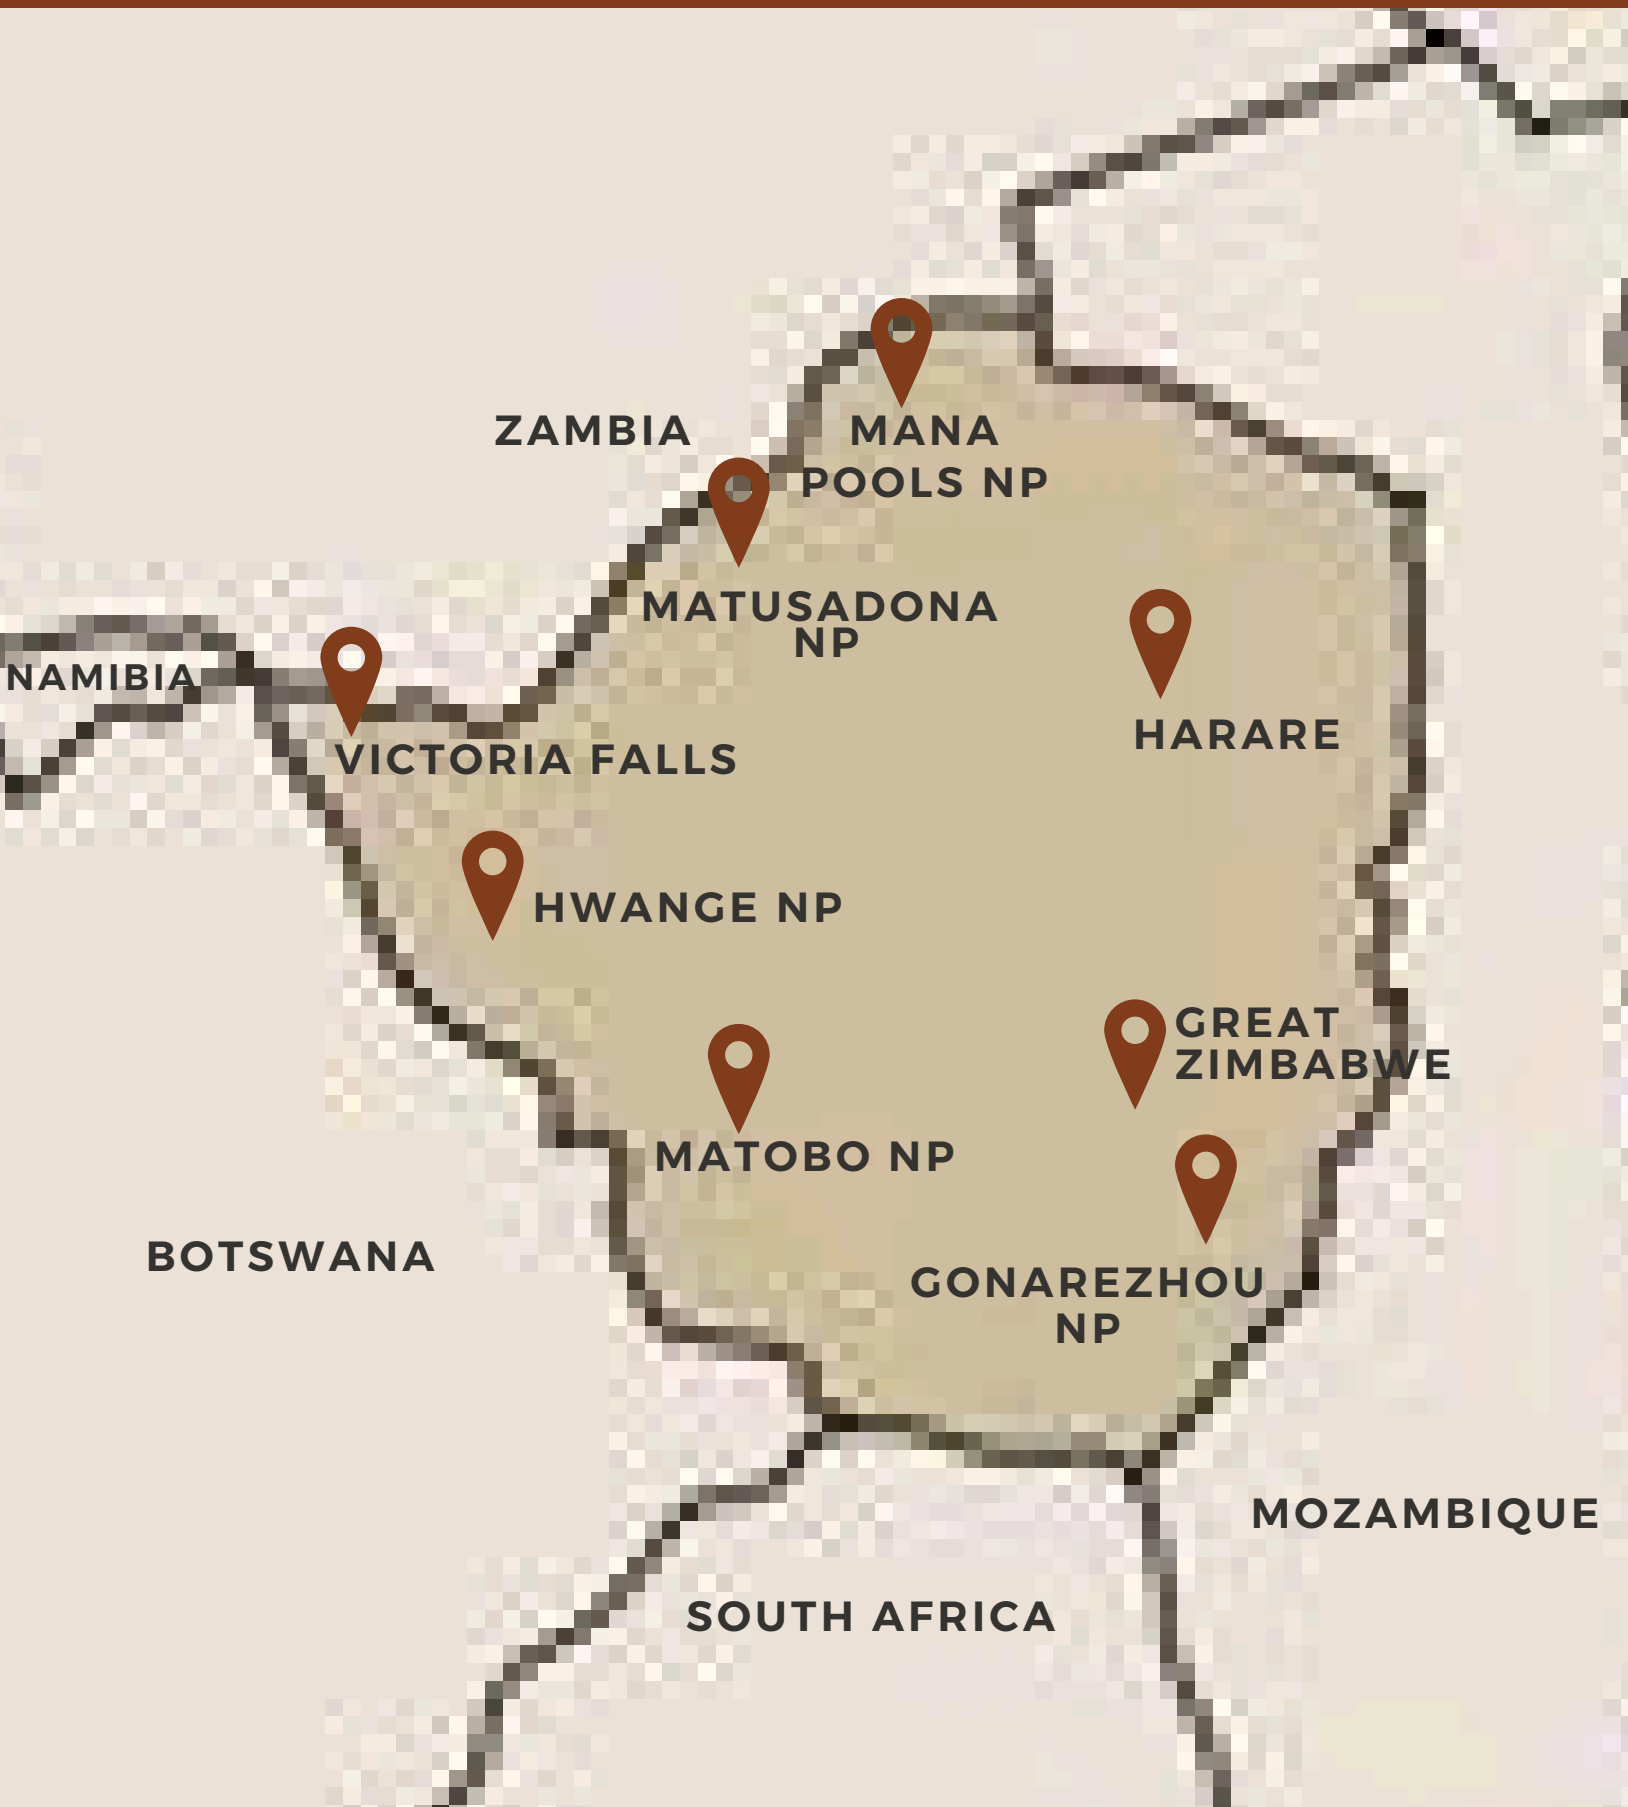 ZAMBIA
MANA
POOLS NP
MATUSADONA
NP
NAMIBIA
VICTORIA FALLS
HARARE
HWANGE NP
GREAT
ZIMBABWE
MATOBO NP
BOTSWANA
GONAREZHOU
NP
MOZAMBIQUE
SOUTH AFRICA